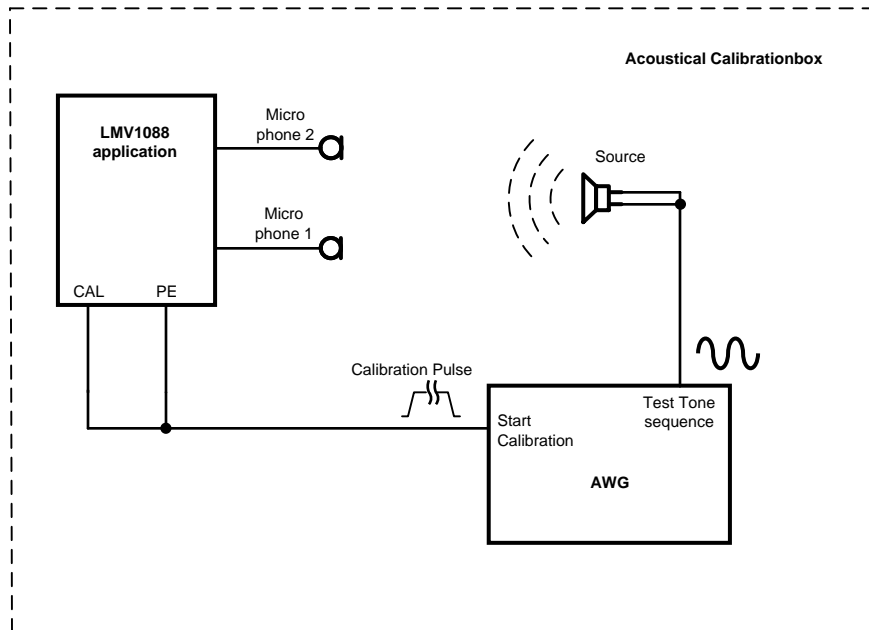 Acoustical Calibrationbox
LMV1088
application
Micro
phone 2
Source
Micro
phone 1
CAL
PE
Calibration Pulse
Test Tone
sequence
Start
Calibration
AWG